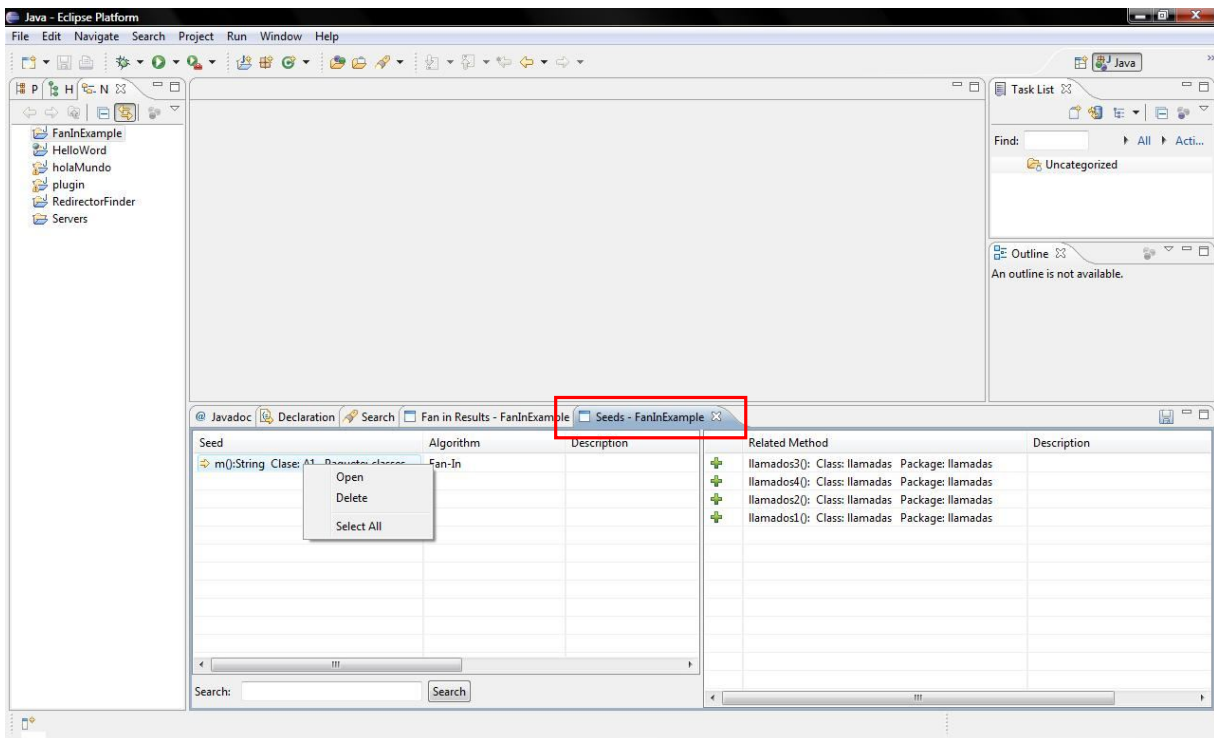 Java - Eclipse Platform
File Edit Navigate Search Project Run Window Help
Java
P H N
Task List
FanInExample
HelloWord
holaMundo
plugin
RedirectorFinder
Servers
Find: All Acti...
Uncategorized
Outline
An outline is not available.
@ Javadoc Declaration Search Fan in Results - FanInExample Seeds - FanInExample
Seed Algorithm Description
m():String Clase: A1 Paquete: classes Fan-In
Open
Delete
Select All
Search: Search
Related Method Description
llamados3(): Class: llamadas Package: llamadas
llamados4(): Class: llamadas Package: llamadas
llamados2(): Class: llamadas Package: llamadas
llamados1(): Class: llamadas Package: llamadas